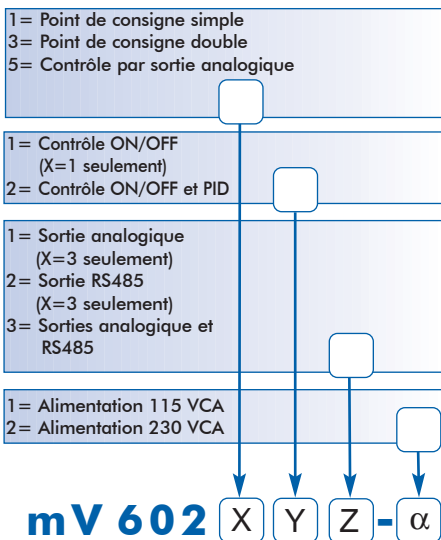 1= Point de consigne simple
3= Point de consigne double
5= Contrôle par sortie analogique
1= Contrôle ON/OFF
(X=1 seulement)
2= Contrôle ON/OFF et PID
1= Sortie analogique
(X=3 seulement)
2= Sortie RS485
(X=3 seulement)
3= Sorties analogique et
RS485
1= Alimentation 115 VCA
2= Alimentation 230 VCA
mV 602 X Y Z - α